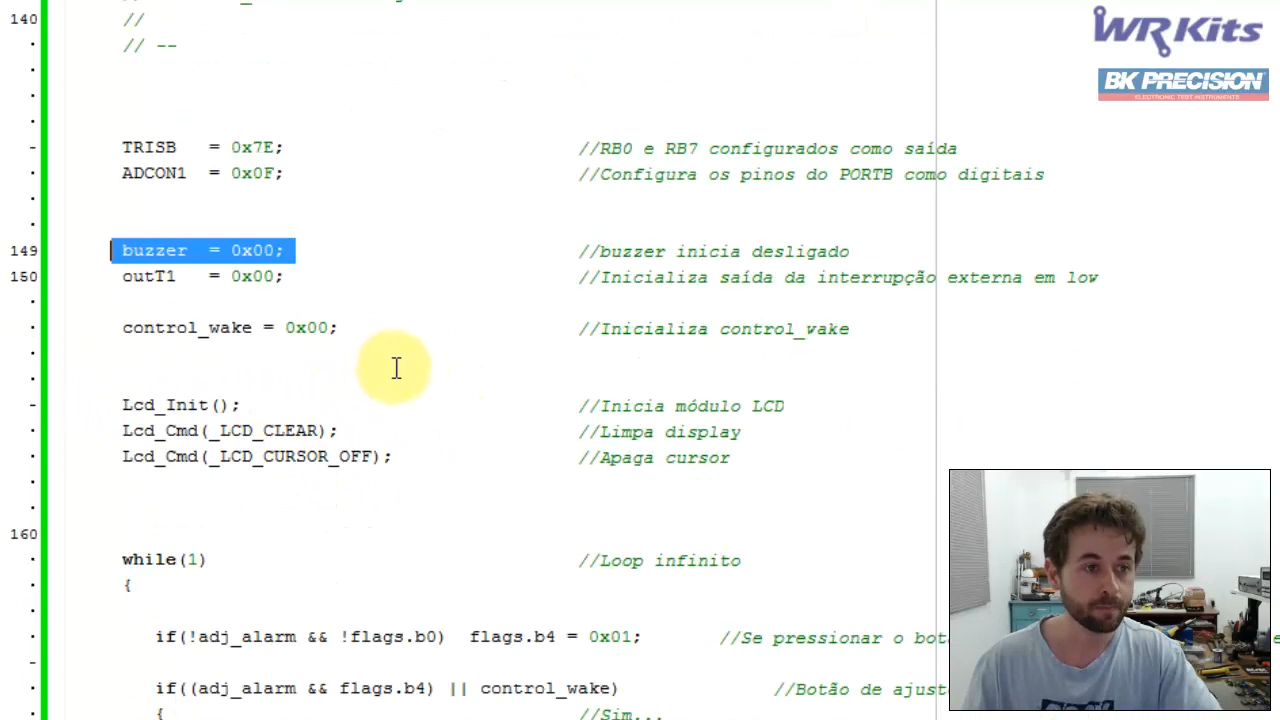 WRKits
BK PRECISION
ELECTRONIC TEST INSTRUMENTS
140 //
// --
TRISB = 0x7E; //RB0 e RB7 configurados como saída
ADCON1 = 0x0F; //Configura os pinos do PORTB como digitais
149 buzzer = 0x00; //buzzer inicia desligado
150 outT1 = 0x00; //Inicializa saída da interrupção externa em low
control_wake = 0x00; //Inicializa control_wake
Lcd_Init(); //Inicia módulo LCD
Lcd_Cmd(_LCD_CLEAR); //Limpa display
Lcd_Cmd(_LCD_CURSOR_OFF); //Apaga cursor
160
while(1) //Loop infinito
{
if(!adj_alarm && !flags.b0) flags.b4 = 0x01; //Se pressionar o
if((adj_alarm && flags.b4) || control_wake) //Botão de
{ //Sim...